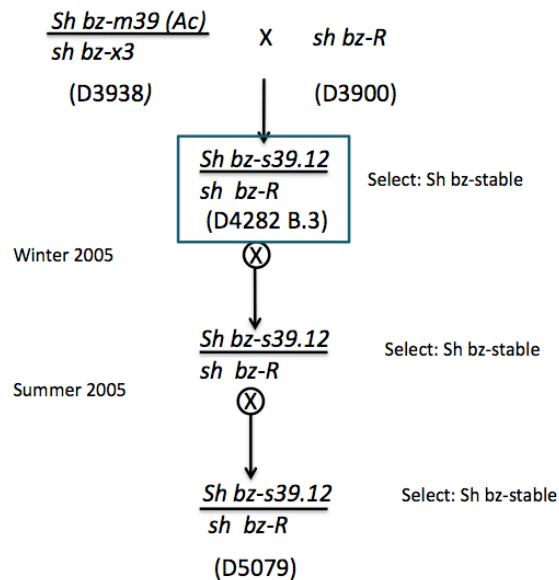 Sh bz-m39 (Ac) X sh bz-R
sh bz-x3
(D3938) (D3900)
Sh bz-s39.12 Select: Sh bz-stable
sh bz-R
(D4282 B.3)
Winter 2005 X
Sh bz-s39.12 Select: Sh bz-stable
sh bz-R
Summer 2005 X
Sh bz-s39.12 Select: Sh bz-stable
sh bz-R
(D5079)